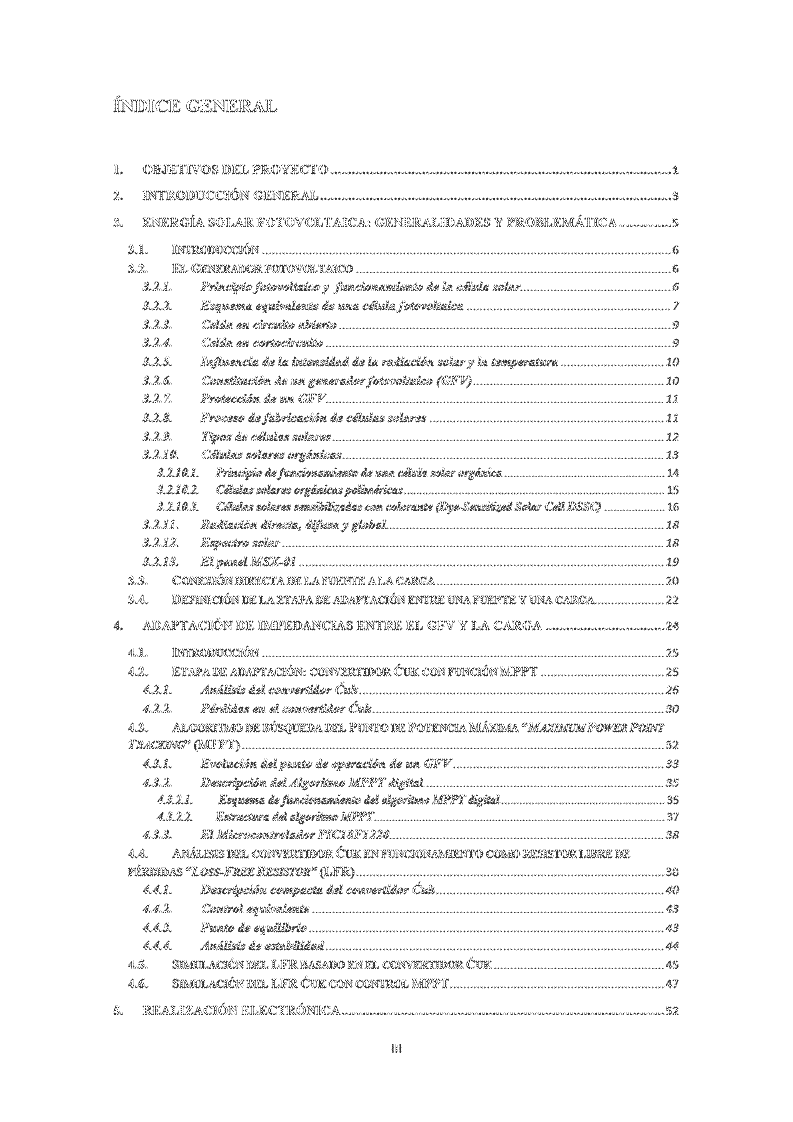 ÍNDICE GENERAL
1. OBJETIVOS DEL PROYECTO 1
2. INTRODUCCIÓN GENERAL 3
3. ENERGÍA SOLAR FOTOVOLTAICA: GENERALIDADES Y PROBLEMÁTICA 5
3.1. INTRODUCCIÓN 6
3.2. EL GENERADOR FOTOVOLTAICO 6
3.2.1. Principio fotovoltaico y funcionamiento de la célula solar 6
3.2.2. Esquema equivalente de una célula fotovoltaica 7
3.2.3. Celda en circuito abierto 9
3.2.4. Celda en cortocircuito 9
3.2.5. Influencia de la intensidad de la radiación solar y la temperatura 10
3.2.6. Constitución de un generador fotovoltaico (GFV) 10
3.2.7. Protección de un GFV 11
3.2.8. Proceso de fabricación de células solares 11
3.2.9. Tipos de células solares 12
3.2.10. Células solares orgánicas 13
3.2.10.1. Principio de funcionamiento de una célula solar orgánica 14
3.2.10.2. Células solares orgánicas poliméricas 15
3.2.10.3. Células solares sensibilizadas con colorante (Dye-Sensitized Solar Cell DSSC) 16
3.2.11. Radiación directa, difusa y global 18
3.2.12. Espectro solar 18
3.2.13. El panel MSX-01 19
3.3. CONEXIÓN DIRECTA DE LA FUENTE A LA CARGA 20
3.4. DEFINICIÓN DE LA ETAPA DE ADAPTACIÓN ENTRE UNA FUENTE Y UNA CARGA 22
4. ADAPTACIÓN DE IMPEDANCIAS ENTRE EL GFV Y LA CARGA 24
4.1. INTRODUCCIÓN 25
4.2. ETAPA DE ADAPTACIÓN: CONVERTIDOR ĆUK CON FUNCIÓN MPPT 25
4.2.1. Análisis del convertidor Ćuk 26
4.2.2. Pérdidas en el convertidor Ćuk 30
4.3. ALGORITMO DE BÚSQUEDA DEL PUNTO DE POTENCIA MÁXIMA “MAXIMUM POWER POINT
TRACKING” (MPPT) 32
4.3.1. Evolución del punto de operación de un GFV 33
4.3.2. Descripción del Algoritmo MPPT digital 35
4.3.2.1. Esquema de funcionamiento del algoritmo MPPT digital 36
4.3.2.2. Estructura del algoritmo MPPT 37
4.3.3. El Microcontrolador 38
4.4. ANÁLISIS DEL CONVERTIDOR ĆUK EN FUNCIONAMIENTO COMO RESISTOR LIBRE DE
PÉRDIDAS “LOSS-FREE RESISTOR” (LFR) 38
4.4.1. Descripción compacta del convertidor Ćuk 40
4.4.2. Control equivalente 43
4.4.3. Punto de equilibrio 43
4.4.4. Análisis de estabilidad 44
4.5. SIMULACIÓN DEL LFR BASADO EN EL CONVERTIDOR ĆUK 45
4.6. SIMULACIÓN DEL LFR ĆUK CON CONTROL MPPT 47
5. REALIZACIÓN ELECTRÓNICA 52
III